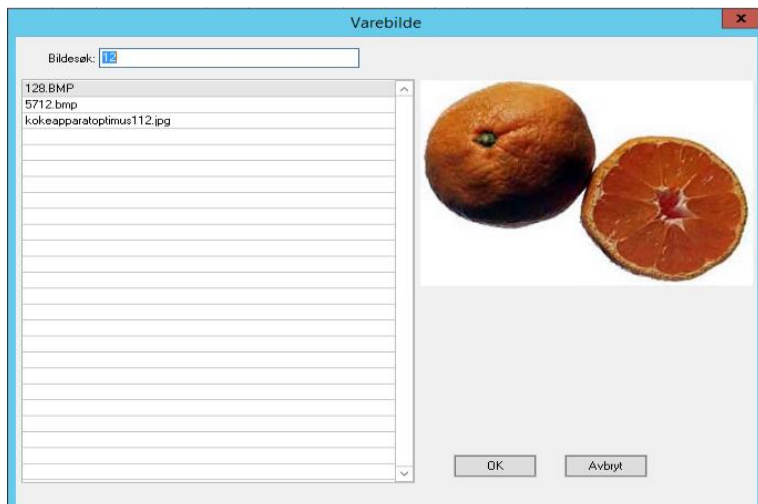 Varebilde
x
Bildesøk: 12
128.BMP
5712.bmp
kokeapparatoptimus112.jpg
OK
Avbryt